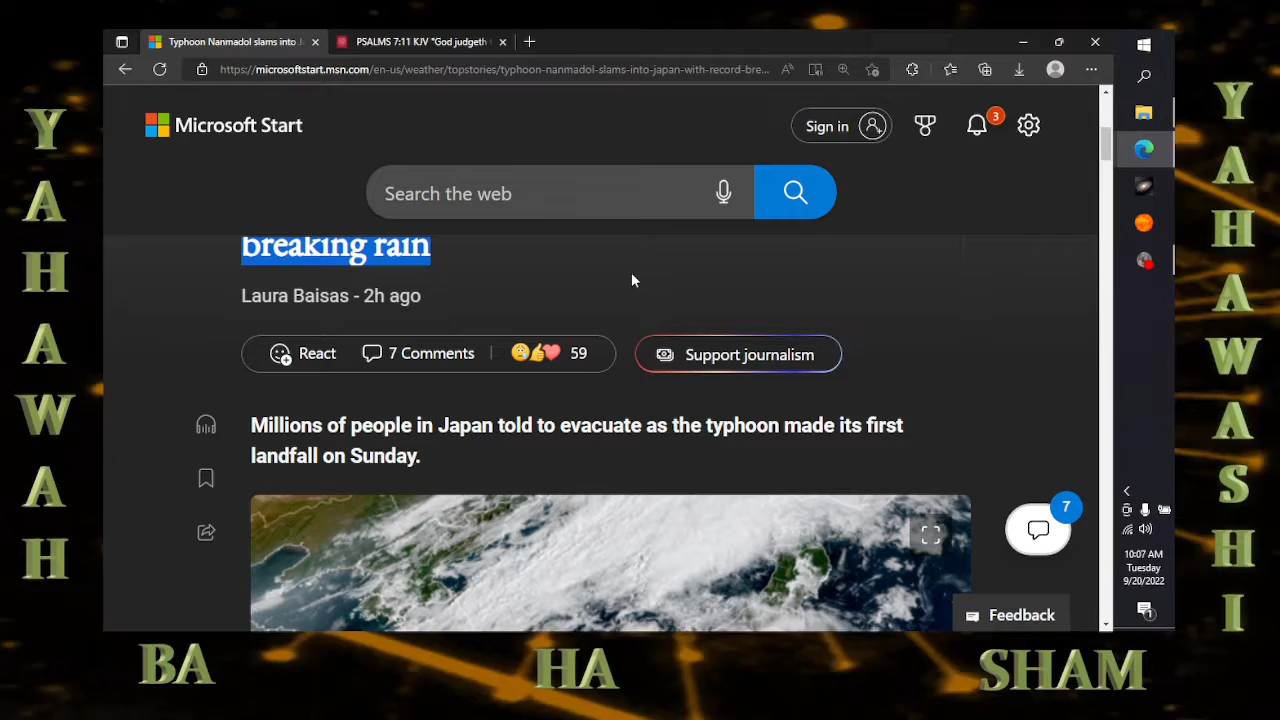 Typhoon Nanmadol slams into J
PSALMS 7:11 KJV "God judgeth t
https://microsoftstart.msn.com/en-us/weather/topstories/typhoon-nanmadol-slams-into-japan-with-record-bre...
Microsoft Start
Sign in
3
Search the web
breaking rain
Laura Baisas - 2h ago
React
7 Comments
59
Support journalism
Millions of people in Japan told to evacuate as the typhoon made its first
landfall on Sunday.
7
Feedback
10:07 AM
Tuesday
9/20/2022
1
YAHAWAH
YAHAWASHI
BA
HA
SHAM